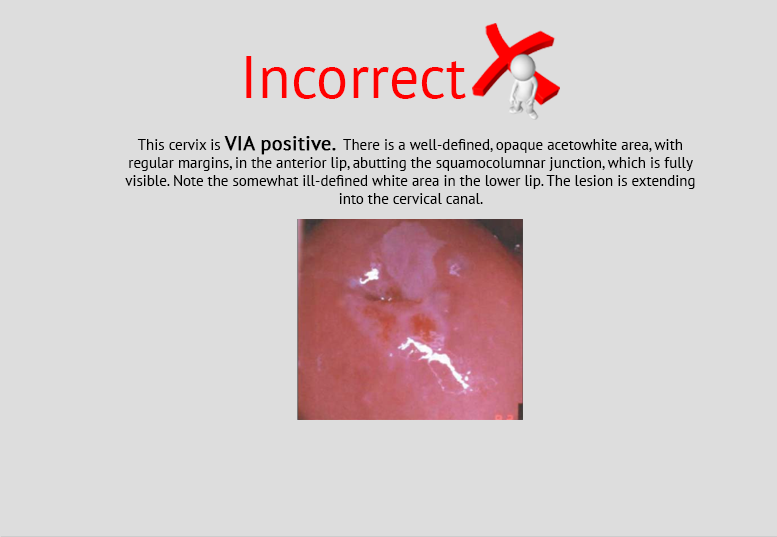 Incorrect
This cervix is VIA positive. There is a well-defined, opaque acetowhite area, with
regular margins, in the anterior lip, abutting the squamocolumnar junction, which is fully
visible. Note the somewhat ill-defined white area in the lower lip. The lesion is extending
into the cervical canal.